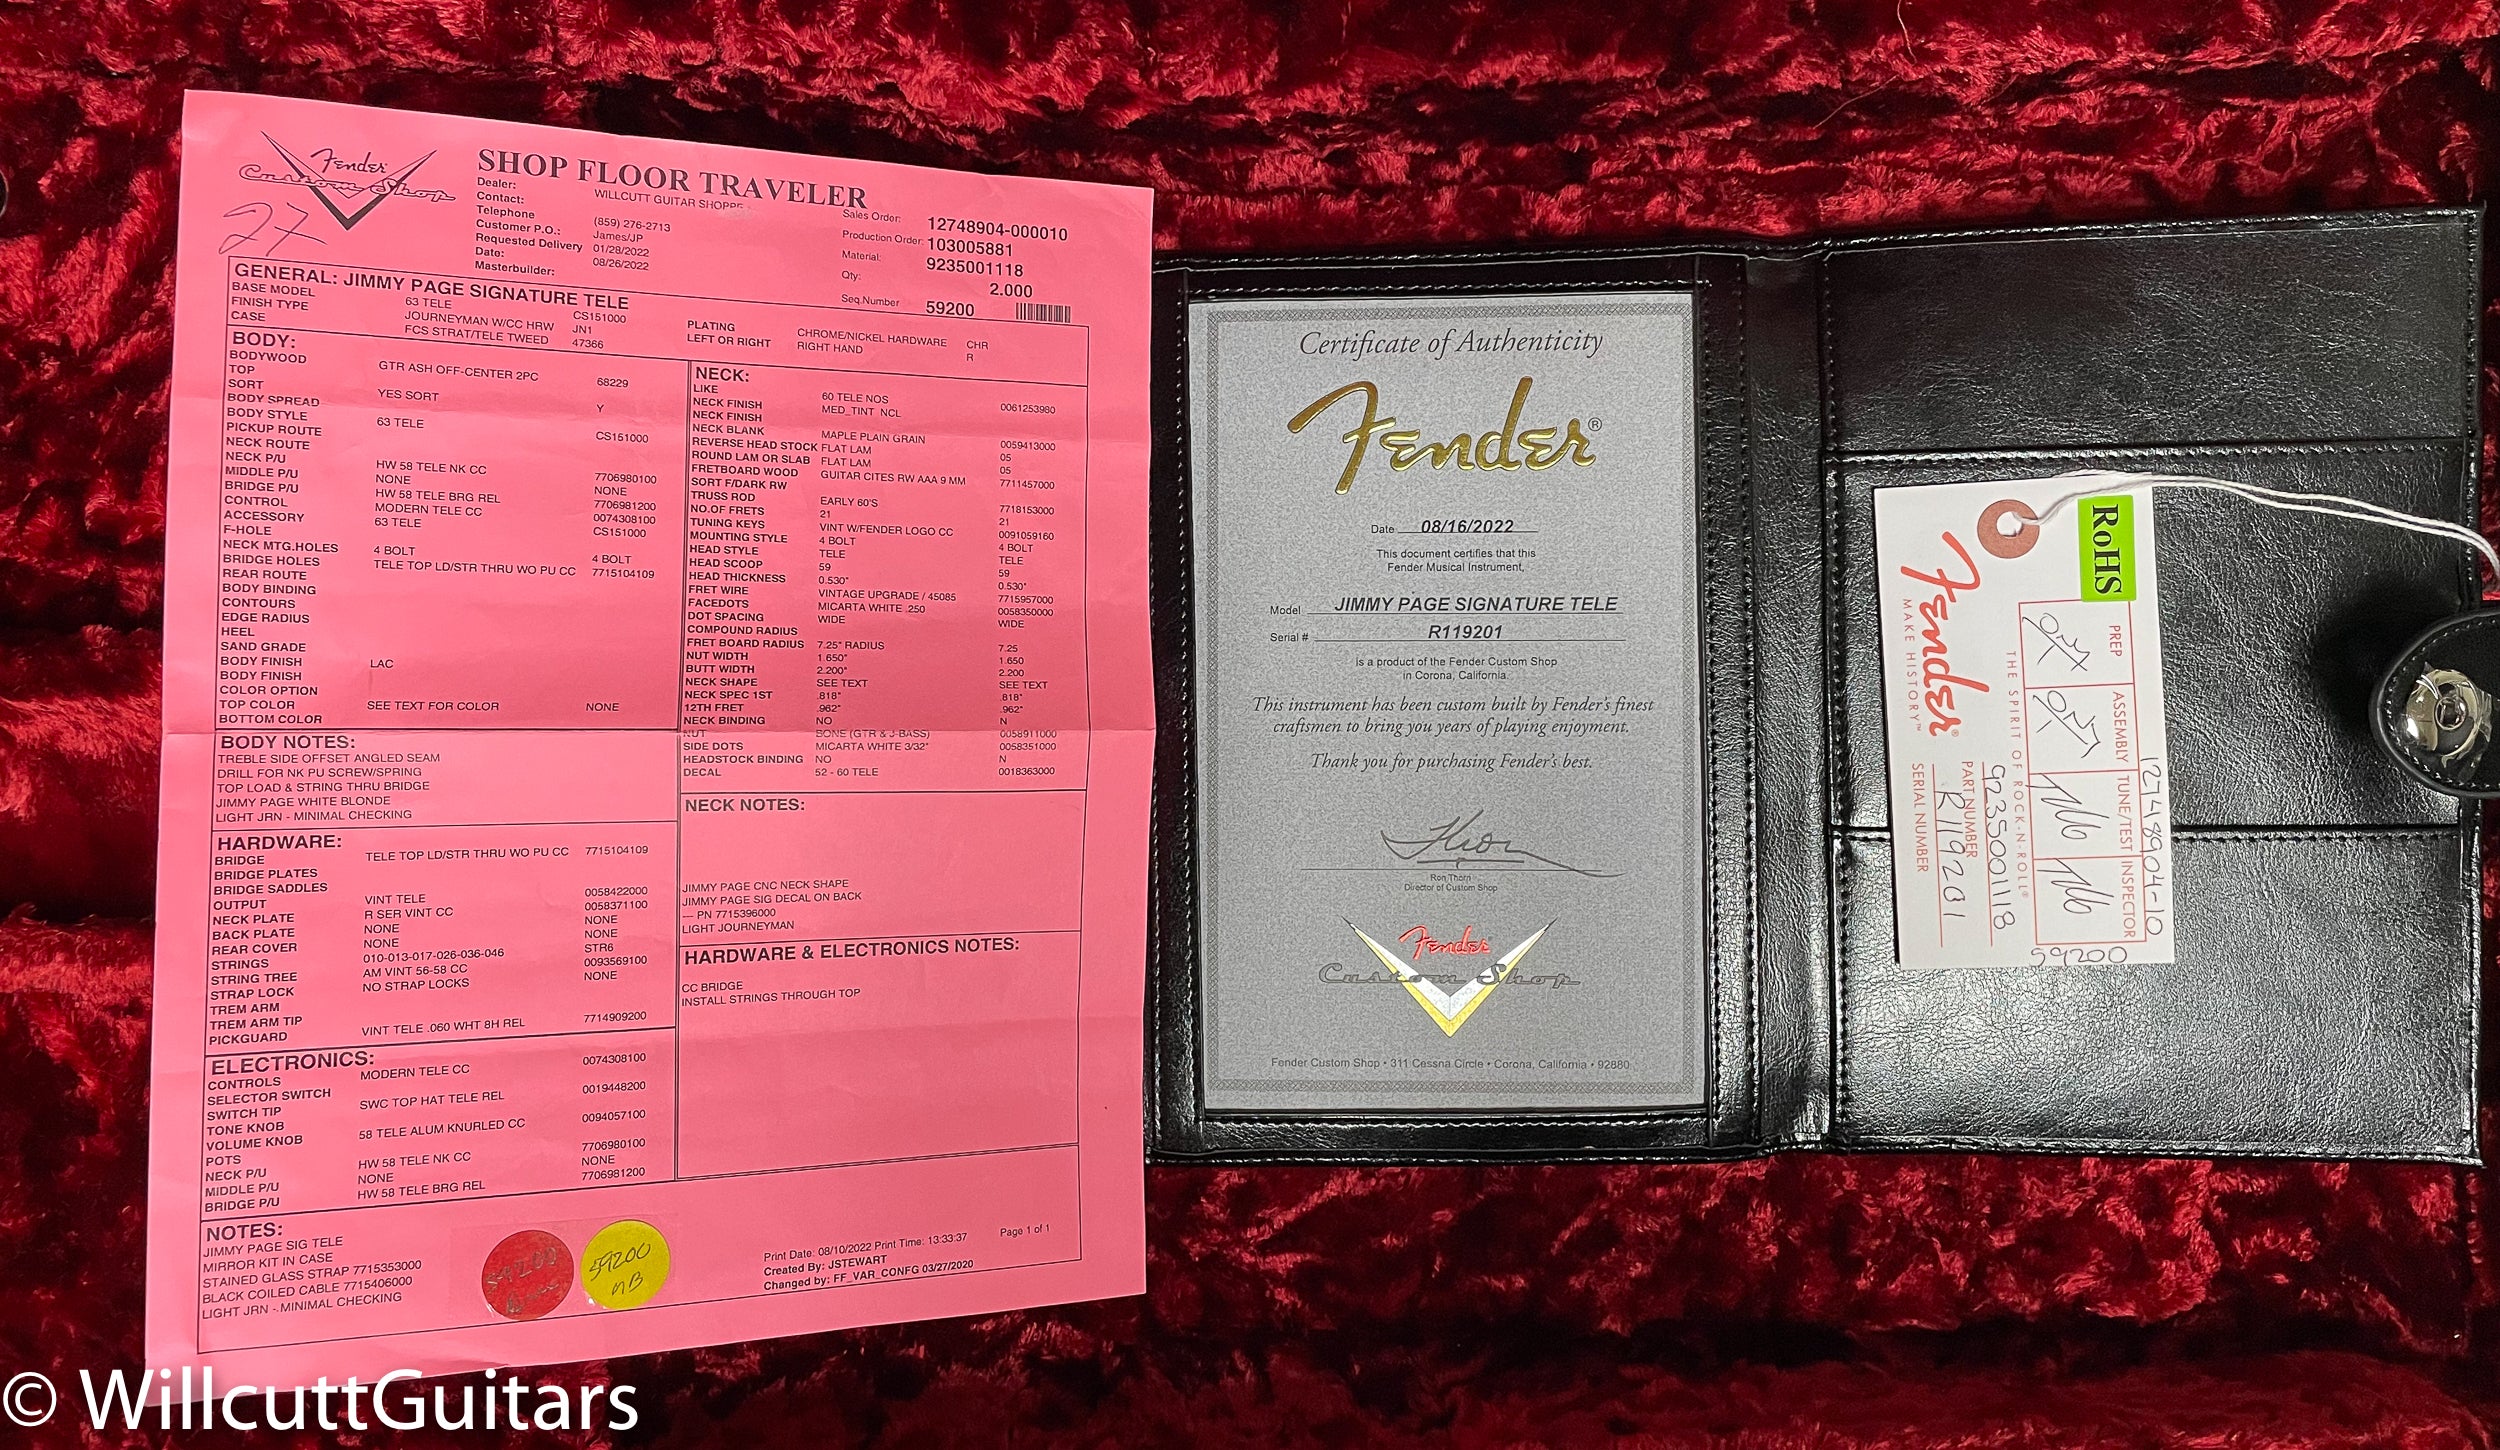 Fender
Custom Shop
27
SHOP FLOOR TRAVELER
Dealer: WILLCUTT GUITAR SHOPPE
Contact:
Telephone (859) 276-2713
Customer P.O.: James/JP
Requested Delivery 01/28/2022
Date: 08/26/2022
Masterbuilder:
Sales Order: 12748904-000010
Production Order: 103005881
Material: 9235001118
Qty: 2.000
Seq.Number 59200
GENERAL: JIMMY PAGE SIGNATURE TELE
BASE MODEL 63 TELE CS151000
FINISH TYPE JOURNEYMAN W/CC HRW JN1
CASE FCS STRAT/TELE TWEED 47366
PLATING CHROME/NICKEL HARDWARE CHR
LEFT OR RIGHT RIGHT HAND R
BODY:
BODYWOOD GTR ASH OFF-CENTER 2PC 68229
TOP
SORT YES SORT Y
BODY SPREAD
BODY STYLE 63 TELE CS151000
PICKUP ROUTE
NECK ROUTE
NECK P/U HW 58 TELE NK CC 7706980100
MIDDLE P/U NONE NONE
BRIDGE P/U HW 58 TELE BRG REL 7706981200
CONTROL MODERN TELE CC 0074308100
ACCESSORY 63 TELE CS151000
F-HOLE
NECK MTG.HOLES 4 BOLT 4 BOLT
BRIDGE HOLES TELE TOP LD/STR THRU WO PU CC 7715104109
REAR ROUTE
BODY BINDING
CONTOURS
EDGE RADIUS
HEEL
SAND GRADE
BODY FINISH LAC
BODY FINISH
COLOR OPTION
TOP COLOR SEE TEXT FOR COLOR NONE
BOTTOM COLOR
BODY NOTES:
TREBLE SIDE OFFSET ANGLED SEAM
DRILL FOR NK PU SCREW/SPRING
TOP LOAD & STRING THRU BRIDGE
JIMMY PAGE WHITE BLONDE
LIGHT JRN - MINIMAL CHECKING
HARDWARE:
BRIDGE TELE TOP LD/STR THRU WO PU CC 7715104109
BRIDGE PLATES
BRIDGE SADDLES
OUTPUT VINT TELE 0058422000
NECK PLATE R SER VINT CC 0058371100
BACK PLATE NONE NONE
REAR COVER NONE NONE
STRINGS 010-013-017-026-036-046 STR6
STRING TREE AM VINT 56-58 CC 0093569100
STRAP LOCK NO STRAP LOCKS NONE
TREM ARM
TREM ARM TIP
PICKGUARD VINT TELE .060 WHT 8H REL 7714909200
ELECTRONICS:
CONTROLS MODERN TELE CC 0074308100
SELECTOR SWITCH
SWITCH TIP SWC TOP HAT TELE REL 0019448200
TONE KNOB
VOLUME KNOB 58 TELE ALUM KNURLED CC 0094057100
POTS
NECK P/U HW 58 TELE NK CC 7706980100
MIDDLE P/U NONE NONE
BRIDGE P/U HW 58 TELE BRG REL 7706981200
NOTES:
JIMMY PAGE SIG TELE
MIRROR KIT IN CASE
STAINED GLASS STRAP 7715353000
BLACK COILED CABLE 7715406000
LIGHT JRN - MINIMAL CHECKING
NECK:
LIKE 60 TELE NOS
NECK FINISH MED_TINT NCL 0061253980
NECK FINISH
NECK BLANK MAPLE PLAIN GRAIN 0059413000
REVERSE HEAD STOCK FLAT LAM 05
ROUND LAM OR SLAB FLAT LAM 05
FRETBOARD WOOD GUITAR CITES RW AAA 9 MM 7711457000
SORT F/DARK RW
TRUSS ROD EARLY 60'S 7718153000
NO.OF FRETS 21 21
TUNING KEYS VINT W/FENDER LOGO CC 0091059160
MOUNTING STYLE 4 BOLT 4 BOLT
HEAD STYLE TELE TELE
HEAD SCOOP 59 59
HEAD THICKNESS 0.530" 0.530"
FRET WIRE VINTAGE UPGRADE / 45085 7715957000
FACEDOTS MICARTA WHITE .250 0058350000
DOT SPACING WIDE WIDE
COMPOUND RADIUS
FRET BOARD RADIUS 7.25" RADIUS 7.25
NUT WIDTH 1.650" 1.650
BUTT WIDTH 2.200" 2.200
NECK SHAPE SEE TEXT SEE TEXT
NECK SPEC 1ST .818" .818"
12TH FRET .962" .962"
NECK BINDING NO N
NUT BONE (GTR & J-BASS) 0058911000
SIDE DOTS MICARTA WHITE 3/32" 0058351000
HEADSTOCK BINDING NO N
DECAL 52 - 60 TELE 0018363000
NECK NOTES:
JIMMY PAGE CNC NECK SHAPE
JIMMY PAGE SIG DECAL ON BACK
--- PN 7715396000
LIGHT JOURNEYMAN
HARDWARE & ELECTRONICS NOTES:
CC BRIDGE
INSTALL STRINGS THROUGH TOP
59200
59200
Print Date: 08/10/2022 Print Time: 13:33:37 Page 1 of 1
Created By: JSTEWART
Changed by: FF_VAR_CONFG 03/27/2020
Certificate of Authenticity
Fender®
Date 08/16/2022
This document certifies that this
Fender Musical Instrument,
Model JIMMY PAGE SIGNATURE TELE
Serial # R119201
is a product of the Fender Custom Shop
in Corona, California.
This instrument has been custom built by Fender's finest
craftsmen to bring you years of playing enjoyment.
Thank you for purchasing Fender's best.
Ron Thorn
Director of Custom Shop
Fender
Custom Shop
Fender Custom Shop • 311 Cessna Circle • Corona, California • 92880
RoHS
Fender®
MAKE HISTORY™
THE SPIRIT OF ROCK-N-ROLL®
PREP ASSEMBLY TUNE/TEST INSPECTOR
12748904-10
59200
9235001118
PART NUMBER
R119201
SERIAL NUMBER
© WillcuttGuitars